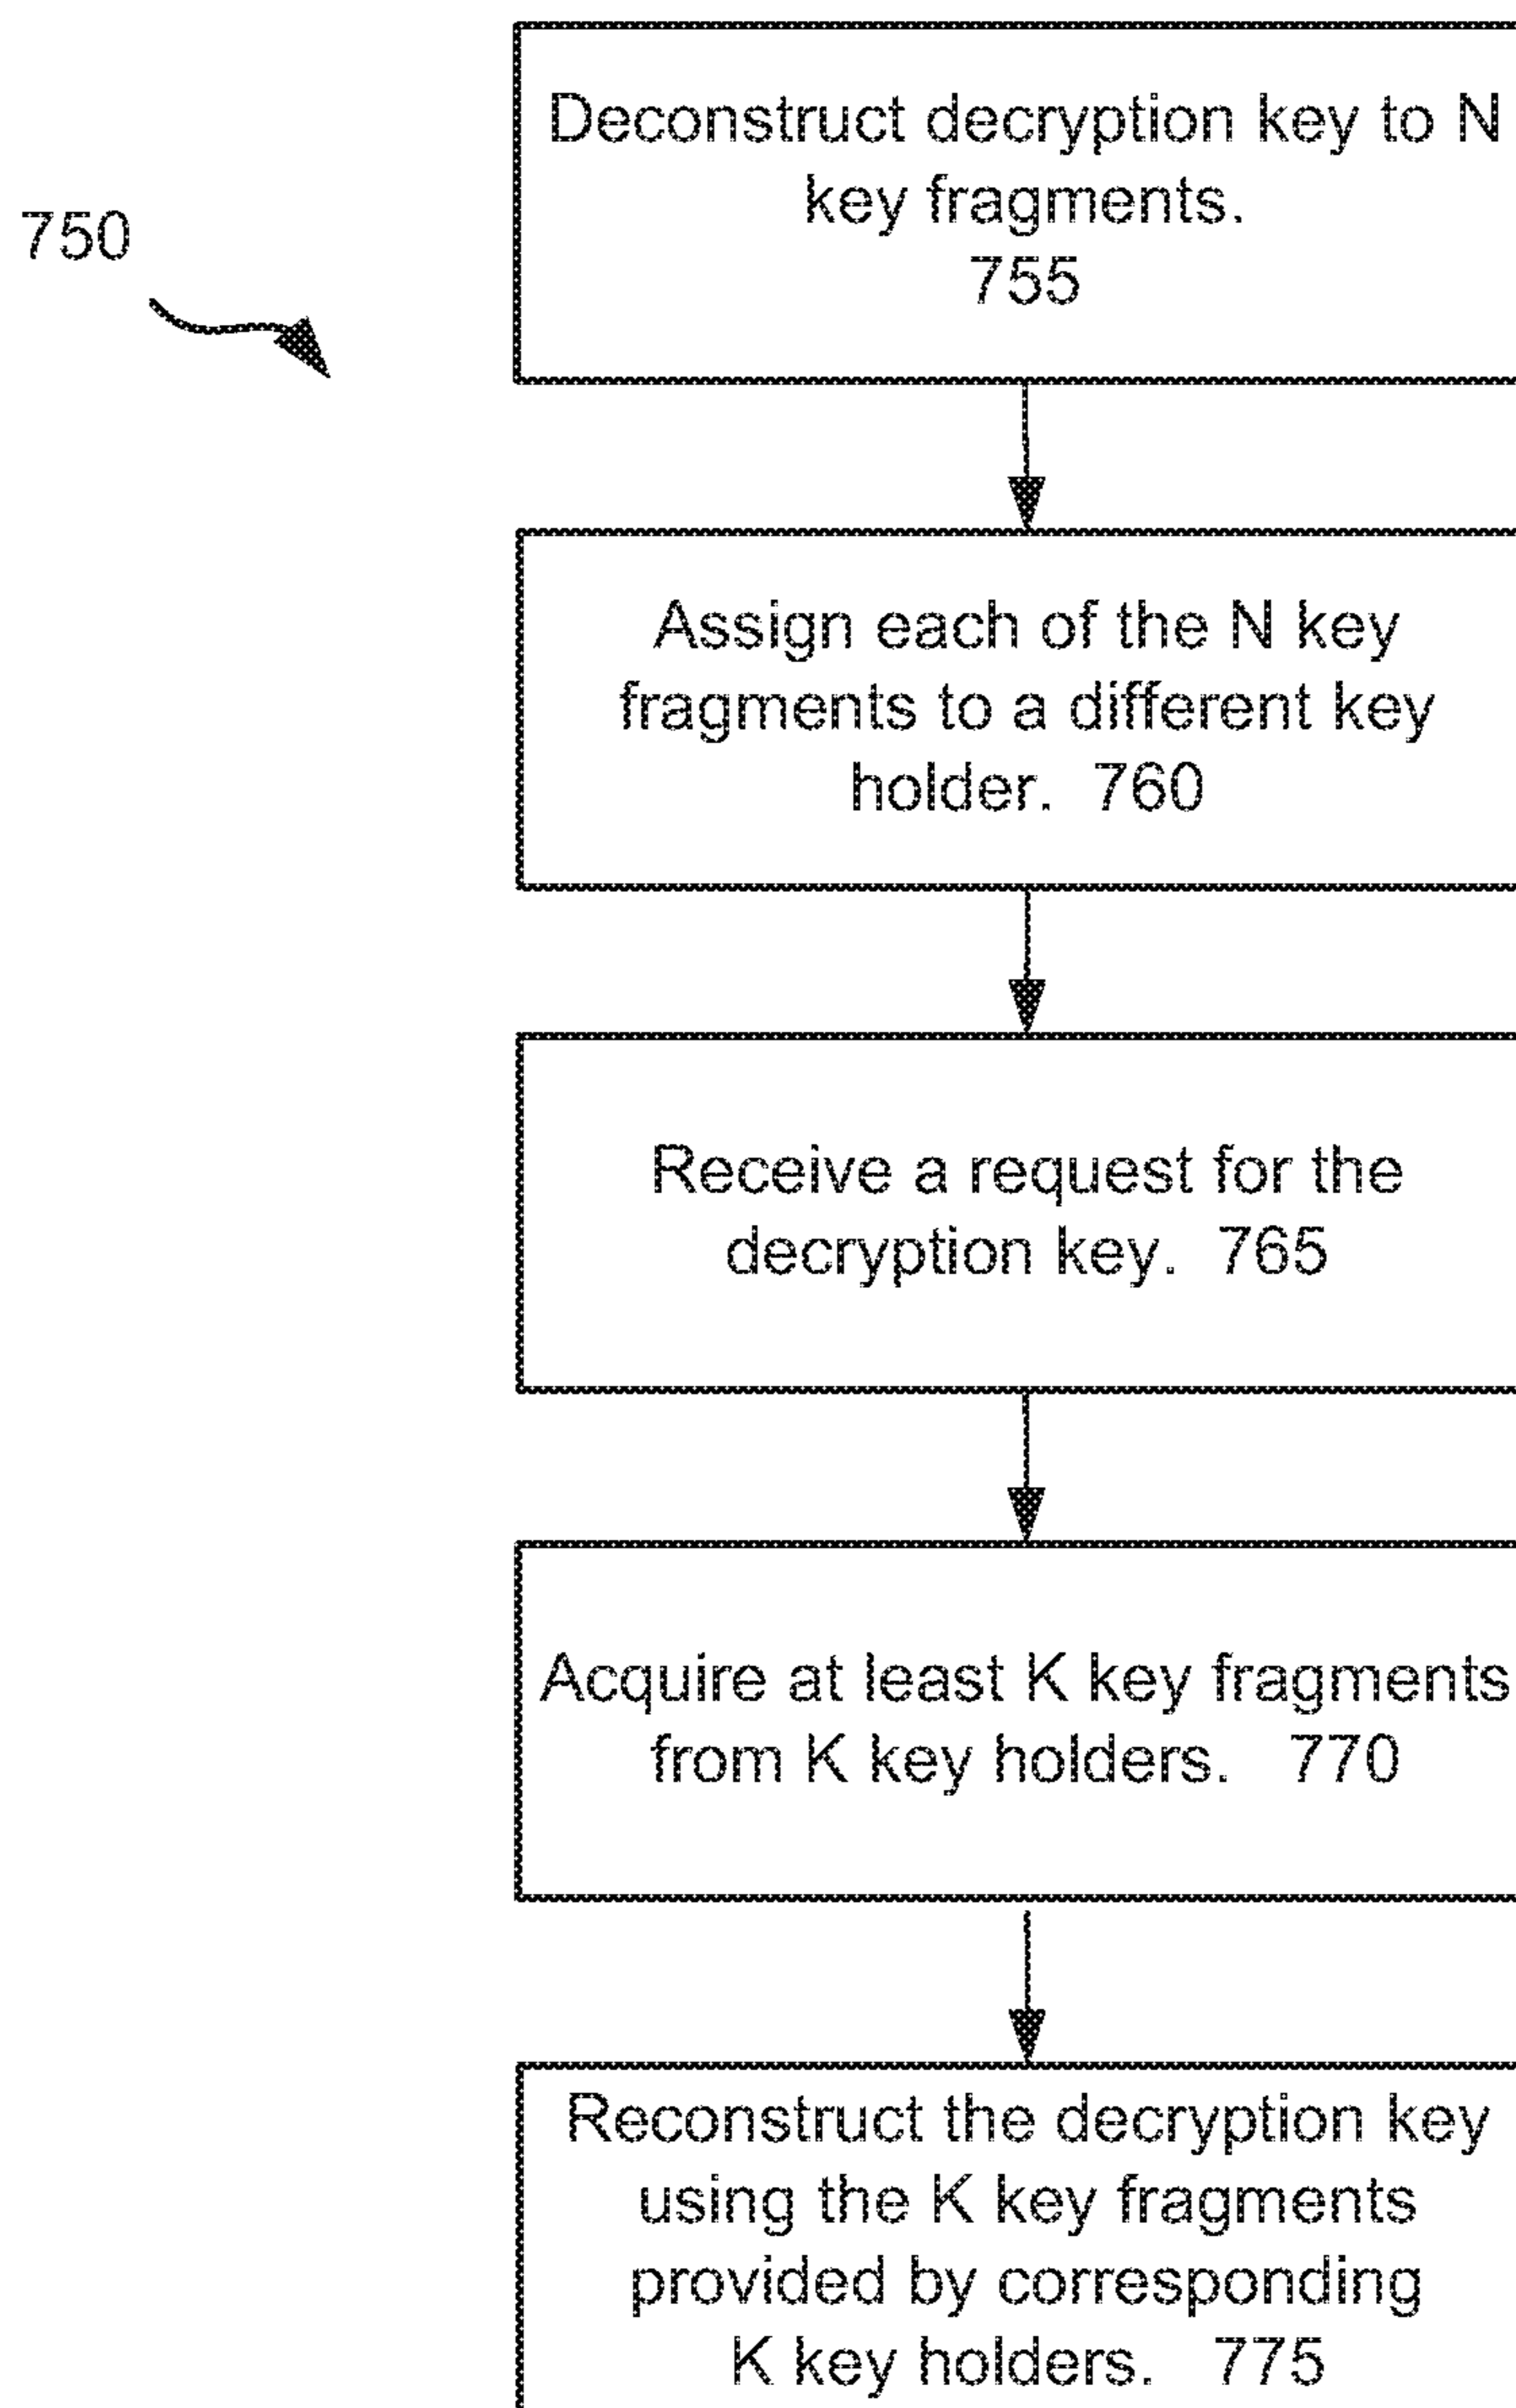 750
Deconstruct decryption key to N
key fragments.
755
Assign each of the N key
fragments to a different key
holder. 760
Receive a request for the
decryption key. 765
Acquire at least K key fragments
from K key holders. 770
Reconstruct the decryption key
using the K key fragments
provided by corresponding
K key holders. 775